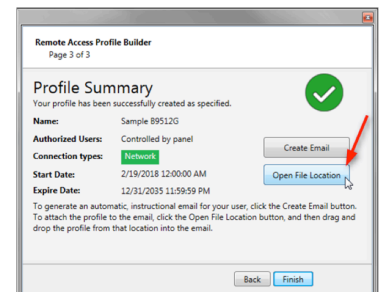 Remote Access Profile Builder
Page 3 of 3
Profile Summary
Your profile has been successfully created as specified.
Name: Sample B9512G
Authorized Users: Controlled by panel
Connection types: Network
Create Email
Start Date: 2/19/2018 12:00:00 AM
Open File Location
Expire Date: 12/31/2035 11:59:59 PM
To generate an automatic, instructional email for your user, click the Create Email button.
To attach the profile to the email, click the Open File Location button, and then drag and
drop the profile from that location into the email.
Back Finish